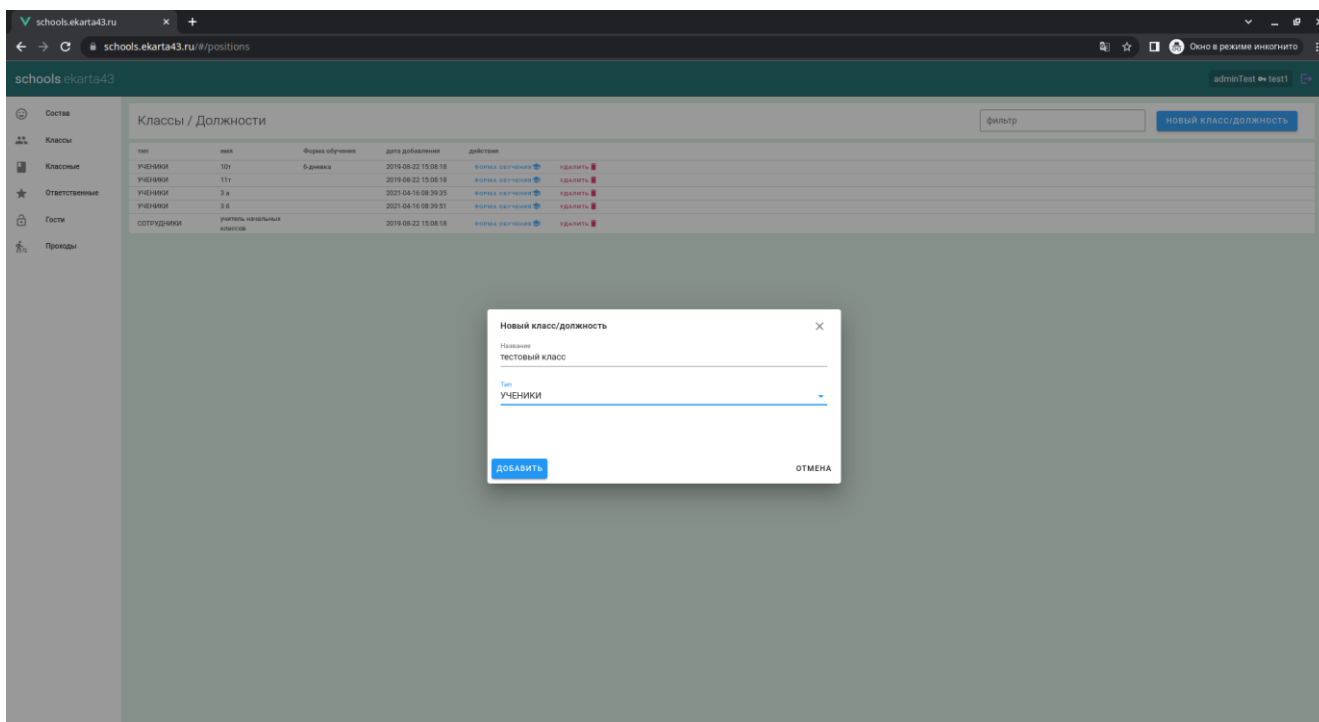 schools.ekarta43.ru
schools.ekarta43.ru/#/positions
Окно в режиме инкогнито
schools.ekarta43
adminTest test1
Состав
Классы
Классные
Ответственные
Гости
Проходы
Классы / Должности
фильтр
НОВЫЙ КЛАСС/ДОЛЖНОСТЬ
тип имя Форма обучения дата добавления действия
УЧЕНИКИ 10т 6-дневка 2019-08-22 15:08:18 ФОРМА ОБУЧЕНИЯ УДАЛИТЬ
УЧЕНИКИ 11т 2019-08-22 15:08:18 ФОРМА ОБУЧЕНИЯ УДАЛИТЬ
УЧЕНИКИ 3 а 2021-04-16 08:39:35 ФОРМА ОБУЧЕНИЯ УДАЛИТЬ
УЧЕНИКИ 3 б 2021-04-16 08:39:51 ФОРМА ОБУЧЕНИЯ УДАЛИТЬ
СОТРУДНИКИ учитель начальных классов 2019-08-22 15:08:18 ФОРМА ОБУЧЕНИЯ УДАЛИТЬ
Новый класс/должность
Название
тестовый класс
Тип
УЧЕНИКИ
ДОБАВИТЬ
ОТМЕНА